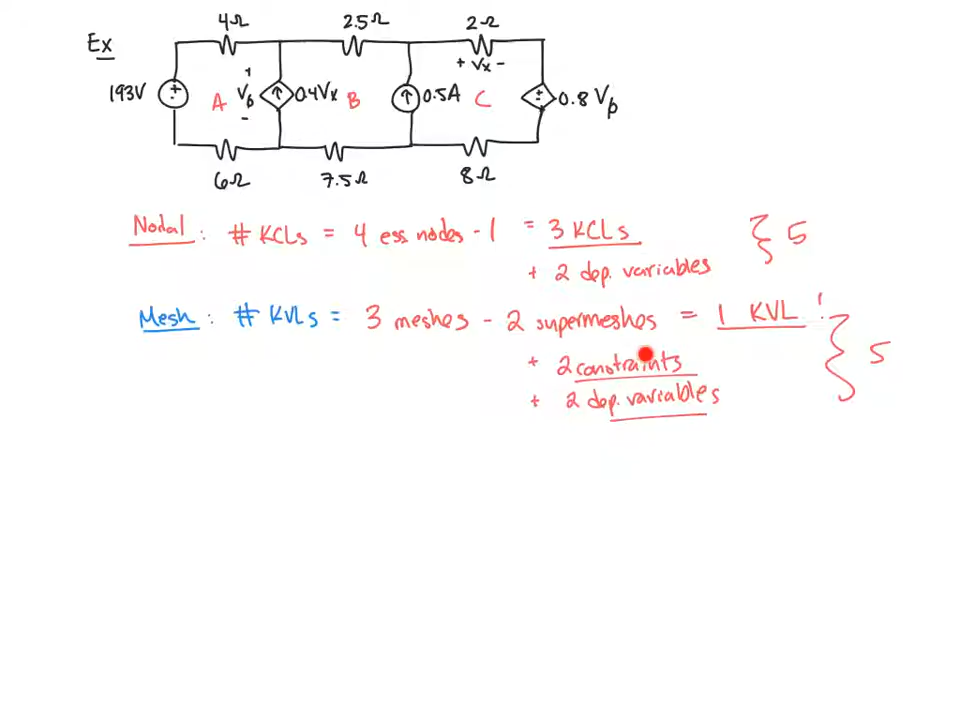 Ex
4Ω 2.5Ω 2Ω
+ Vx -
193V + - A + Vϕ - 0.4Vx B 0.5A C + - 0.8 Vϕ
6Ω 7.5Ω 8Ω
Nodal : # KCLs = 4 ess nodes - 1 = 3 KCLs } 5
+ 2 dep. variables
Mesh : # KVLs = 3 meshes - 2 supermeshes = 1 KVL ! } 5
+ 2 constraints
+ 2 dep. variables